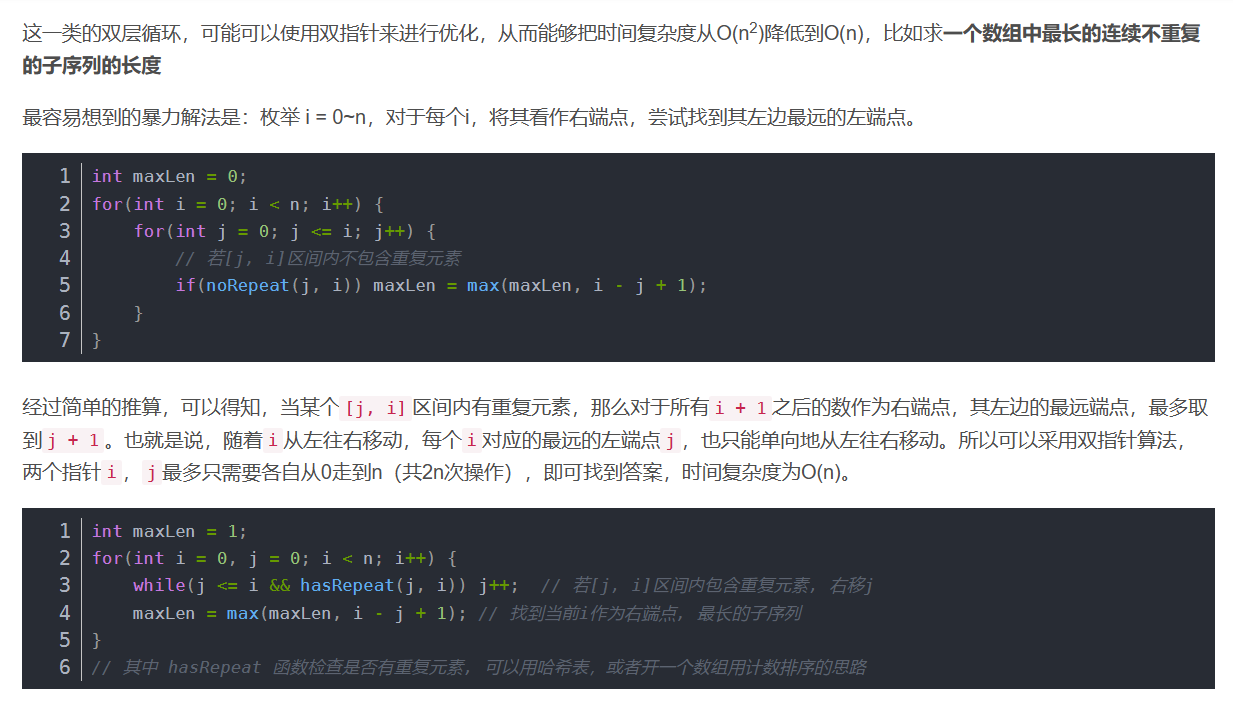 这一类的双层循环，可能可以使用双指针来进行优化，从而能够把时间复杂度从O(n²)降低到O(n)，比如求一个数组中最长的连续不重复
的子序列的长度
最容易想到的暴力解法是：枚举 i = 0~n，对于每个i，将其看作右端点，尝试找到其左边最远的左端点。
1 int maxLen = 0;
2 for(int i = 0; i < n; i++) {
3     for(int j = 0; j <= i; j++) {
4         // 若[j, i]区间内不包含重复元素
5         if(noRepeat(j, i)) maxLen = max(maxLen, i - j + 1);
6     }
7 }
经过简单的推算，可以得知，当某个[j, i]区间内有重复元素，那么对于所有i + 1之后的数作为右端点，其左边的最远端点，最多取
到j + 1。也就是说，随着i从左往右移动，每个i对应的最远的左端点j，也只能单向地从左往右移动。所以可以采用双指针算法，
两个指针i，j最多只需要各自从0走到n（共2n次操作），即可找到答案，时间复杂度为O(n)。
1 int maxLen = 1;
2 for(int i = 0, j = 0; i < n; i++) {
3     while(j <= i && hasRepeat(j, i)) j++;  // 若[j, i]区间内包含重复元素, 右移j
4     maxLen = max(maxLen, i - j + 1); // 找到当前i作为右端点, 最长的子序列
5 }
6 // 其中 hasRepeat 函数检查是否有重复元素, 可以用哈希表，或者开一个数组用计数排序的思路